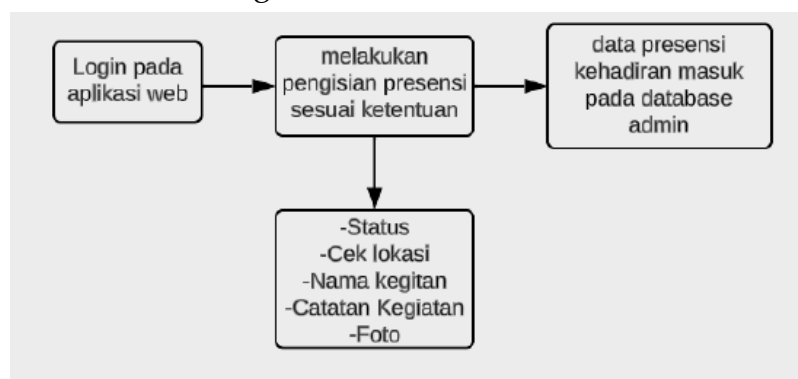 Login pada
aplikasi web
melakukan
pengisian presensi
sesuai ketentuan
data presensi
kehadiran masuk
pada database
admin
-Status
-Cek lokasi
-Nama kegitan
-Catatan Kegiatan
-Foto